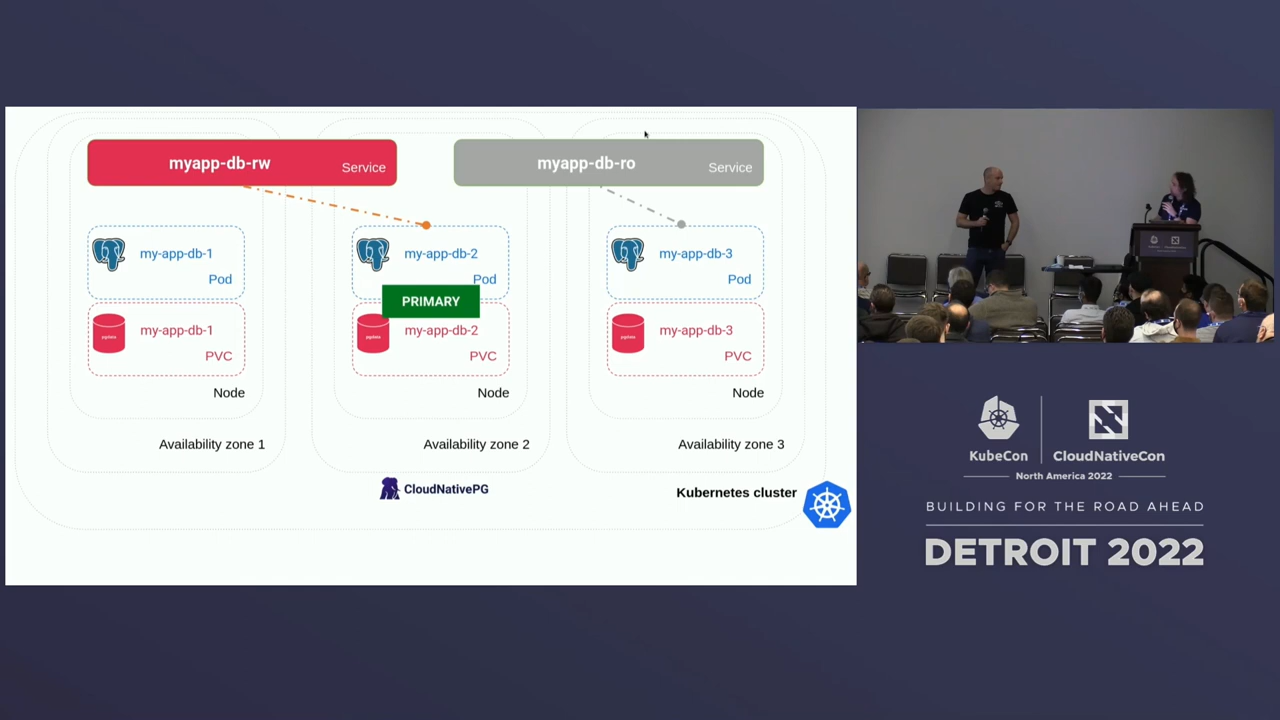 myapp-db-rw
Service
myapp-db-ro
Service
my-app-db-1
Pod
my-app-db-2
Pod
my-app-db-3
Pod
PRIMARY
pgdata
my-app-db-1
PVC
pgdata
my-app-db-2
PVC
pgdata
my-app-db-3
PVC
Node
Node
Node
Availability zone 1
Availability zone 2
Availability zone 3
CloudNativePG
Kubernetes cluster
KubeCon
CloudNativeCon
North America 2022
BUILDING FOR THE ROAD AHEAD
DETROIT 2022